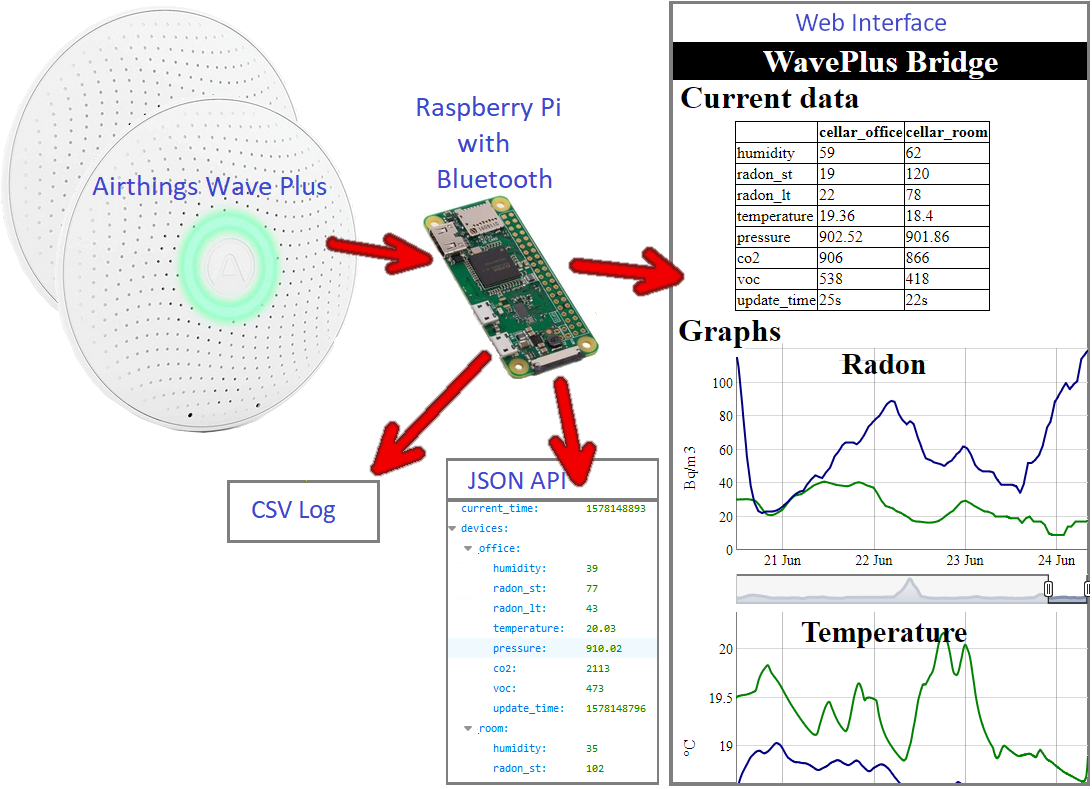 Airthings Wave Plus
Raspberry Pi
with
Bluetooth
CSV Log
JSON API
current_time: 1578148893
devices:
office:
humidity: 39
radon_st: 77
radon_lt: 43
temperature: 20.03
pressure: 910.02
co2: 2113
voc: 473
update_time: 1578148796
room:
humidity: 35
radon_st: 102
Web Interface
WavePlus Bridge
Current data
cellar_office cellar_room
humidity 59 62
radon_st 19 120
radon_lt 22 78
temperature 19.36 18.4
pressure 902.52 901.86
co2 906 866
voc 538 418
update_time 25s 22s
Graphs
Radon
100
80
60
40
20
0
Bq/m3
21 Jun 22 Jun 23 Jun 24 Jun
Temperature
20
19.5
19
°C